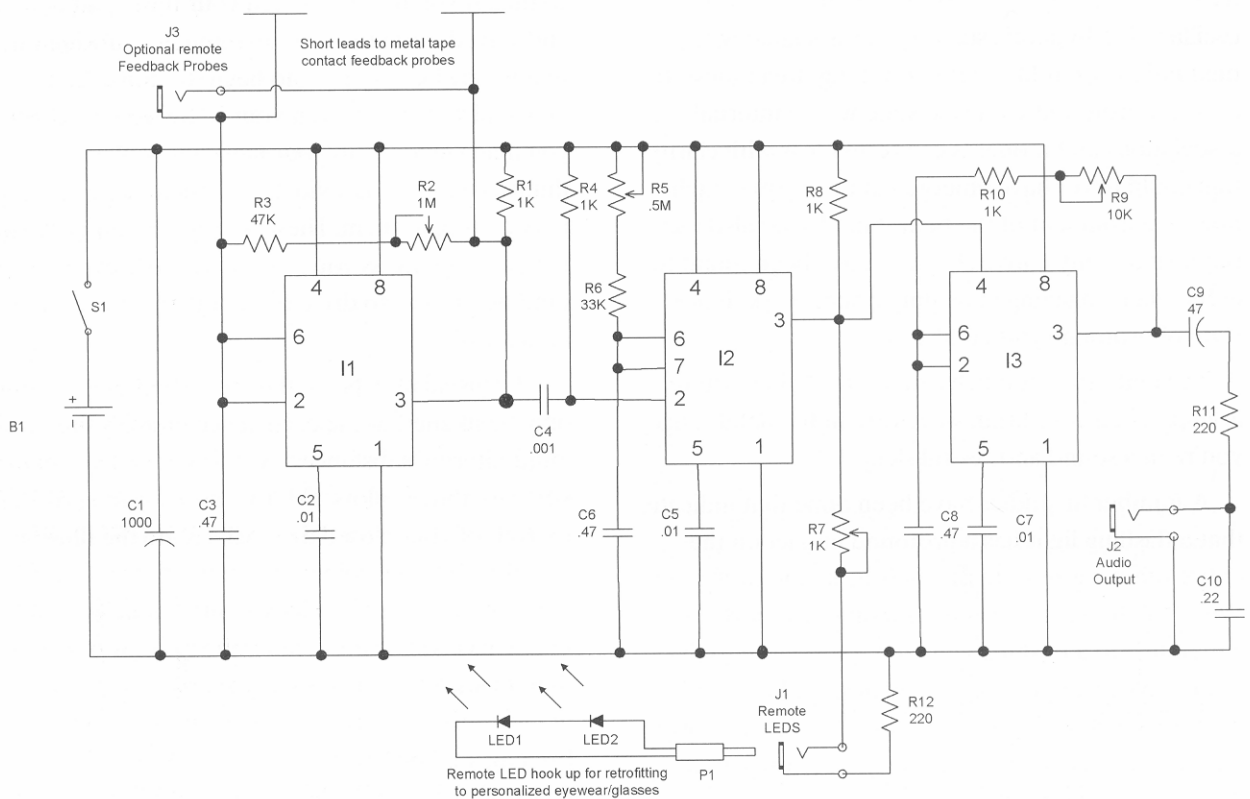 J3
Optional remote
Feedback Probes
Short leads to metal tape
contact feedback probes
R3
47K
R2
1M
R1
1K
R4
1K
R5
.5M
R8
1K
R10
1K
R9
10K
S1
4
8
6
I1
2
3
5
1
R6
33K
4
8
3
6
I2
7
2
5
1
4
8
6
3
I3
2
5
1
C9
47
R11
220
+
−
B1
C4
.001
C1
1000
C3
.47
C2
.01
C6
.47
C5
.01
R7
1K
C8
.47
C7
.01
J2
Audio
Output
C10
.22
J1
Remote
LEDS
R12
220
LED1
LED2
P1
Remote LED hook up for retrofitting
to personalized eyewear/glasses